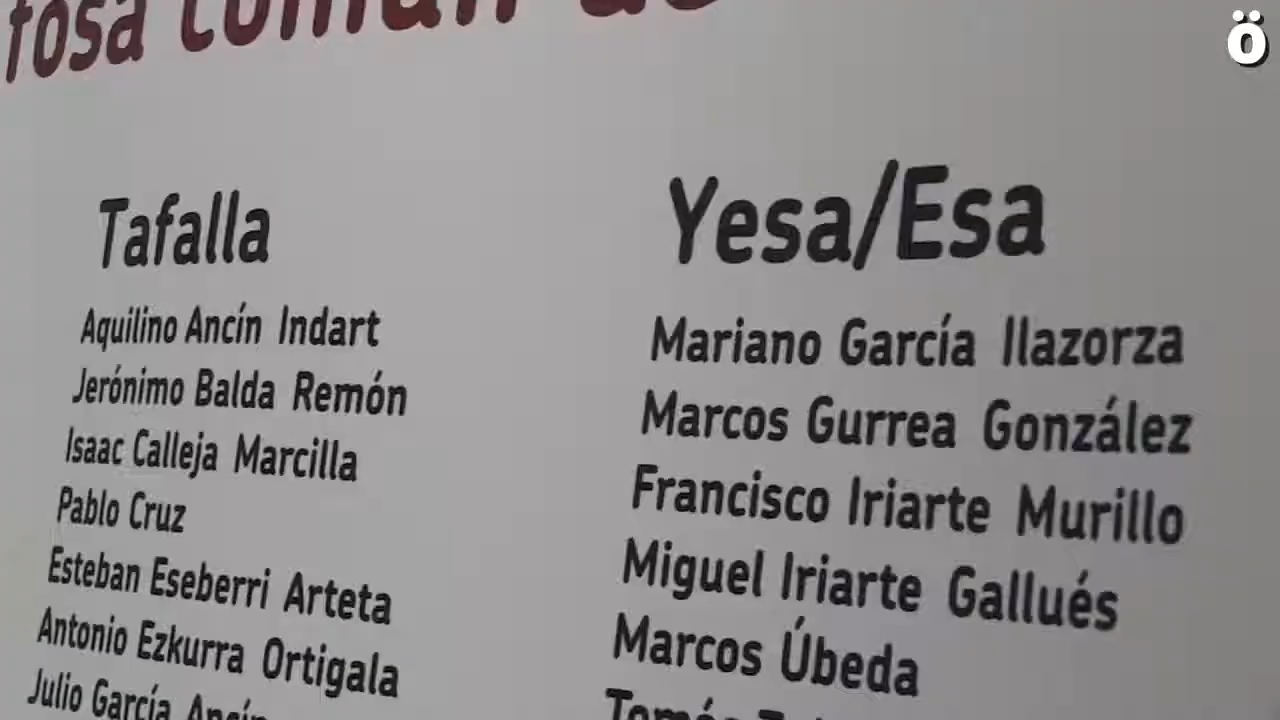 fosa común de
ö
Tafalla
Aquilino Ancín Indart
Jerónimo Balda Remón
Isaac Calleja Marcilla
Pablo Cruz
Esteban Eseberri Arteta
Antonio Ezkurra Ortigala
Julio García Ancín
Yesa/Esa
Mariano García Ilazorza
Marcos Gurrea González
Francisco Iriarte Murillo
Miguel Iriarte Gallués
Marcos Úbeda
Tomás